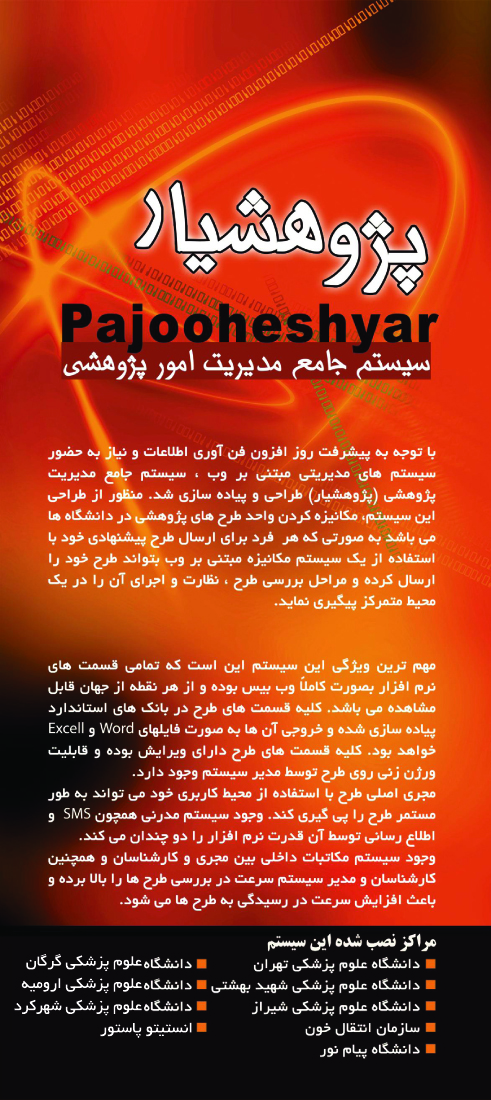 پژوهشیار
Pajooheshyar
سیستم جامع مدیریت امور پژوهشی
با توجه به پیشرفت روز افزون فن آوری اطلاعات و نیاز به حضور
سیستم های مدیریتی مبتنی بر وب ، سیستم جامع مدیریت
پژوهشی (پژوهشیار) طراحی و پیاده سازی شد. منظور از طراحی
این سیستم، مکانیزه کردن واحد طرح های پژوهشی در دانشگاه ها
می باشد به صورتی که هر فرد برای ارسال طرح پیشنهادی خود با
استفاده از یک سیستم مکانیزه مبتنی بر وب بتواند طرح خود را
ارسال کرده و مراحل بررسی طرح ، نظارت و اجرای آن را در یک
محیط متمرکز پیگیری نماید.
مهم ترین ویژگی این سیستم این است که تمامی قسمت های
نرم افزار بصورت کاملاً وب بیس بوده و از هر نقطه از جهان قابل
مشاهده می باشد. کلیه قسمت های طرح در بانک های استاندارد
پیاده سازی شده و خروجی آن ها به صورت فایلهای Word و Excell
خواهد بود. کلیه قسمت های طرح دارای ویرایش بوده و قابلیت
ورژن زنی روی طرح توسط مدیر سیستم وجود دارد.
مجری اصلی طرح با استفاده از محیط کاربری خود می تواند به طور
مستمر طرح را پی گیری کند. وجود سیستم مدرنی همچون SMS و
اطلاع رسانی توسط آن قدرت نرم افزار را دو چندان می کند.
وجود سیستم مکاتبات داخلی بین مجری و کارشناسان و همچنین
کارشناسان و مدیر سیستم سرعت در بررسی طرح ها را بالا برده و
باعث افزایش سرعت در رسیدگی به طرح ها می شود.
مراکز نصب شده این سیستم
دانشگاه علوم پزشکی تهران
دانشگاه علوم پزشکی شهید بهشتی
دانشگاه علوم پزشکی شیراز
سازمان انتقال خون
دانشگاه پیام نور
دانشگاه علوم پزشکی گرگان
دانشگاه علوم پزشکی ارومیه
دانشگاه علوم پزشکی شهرکرد
انستیتو پاستور